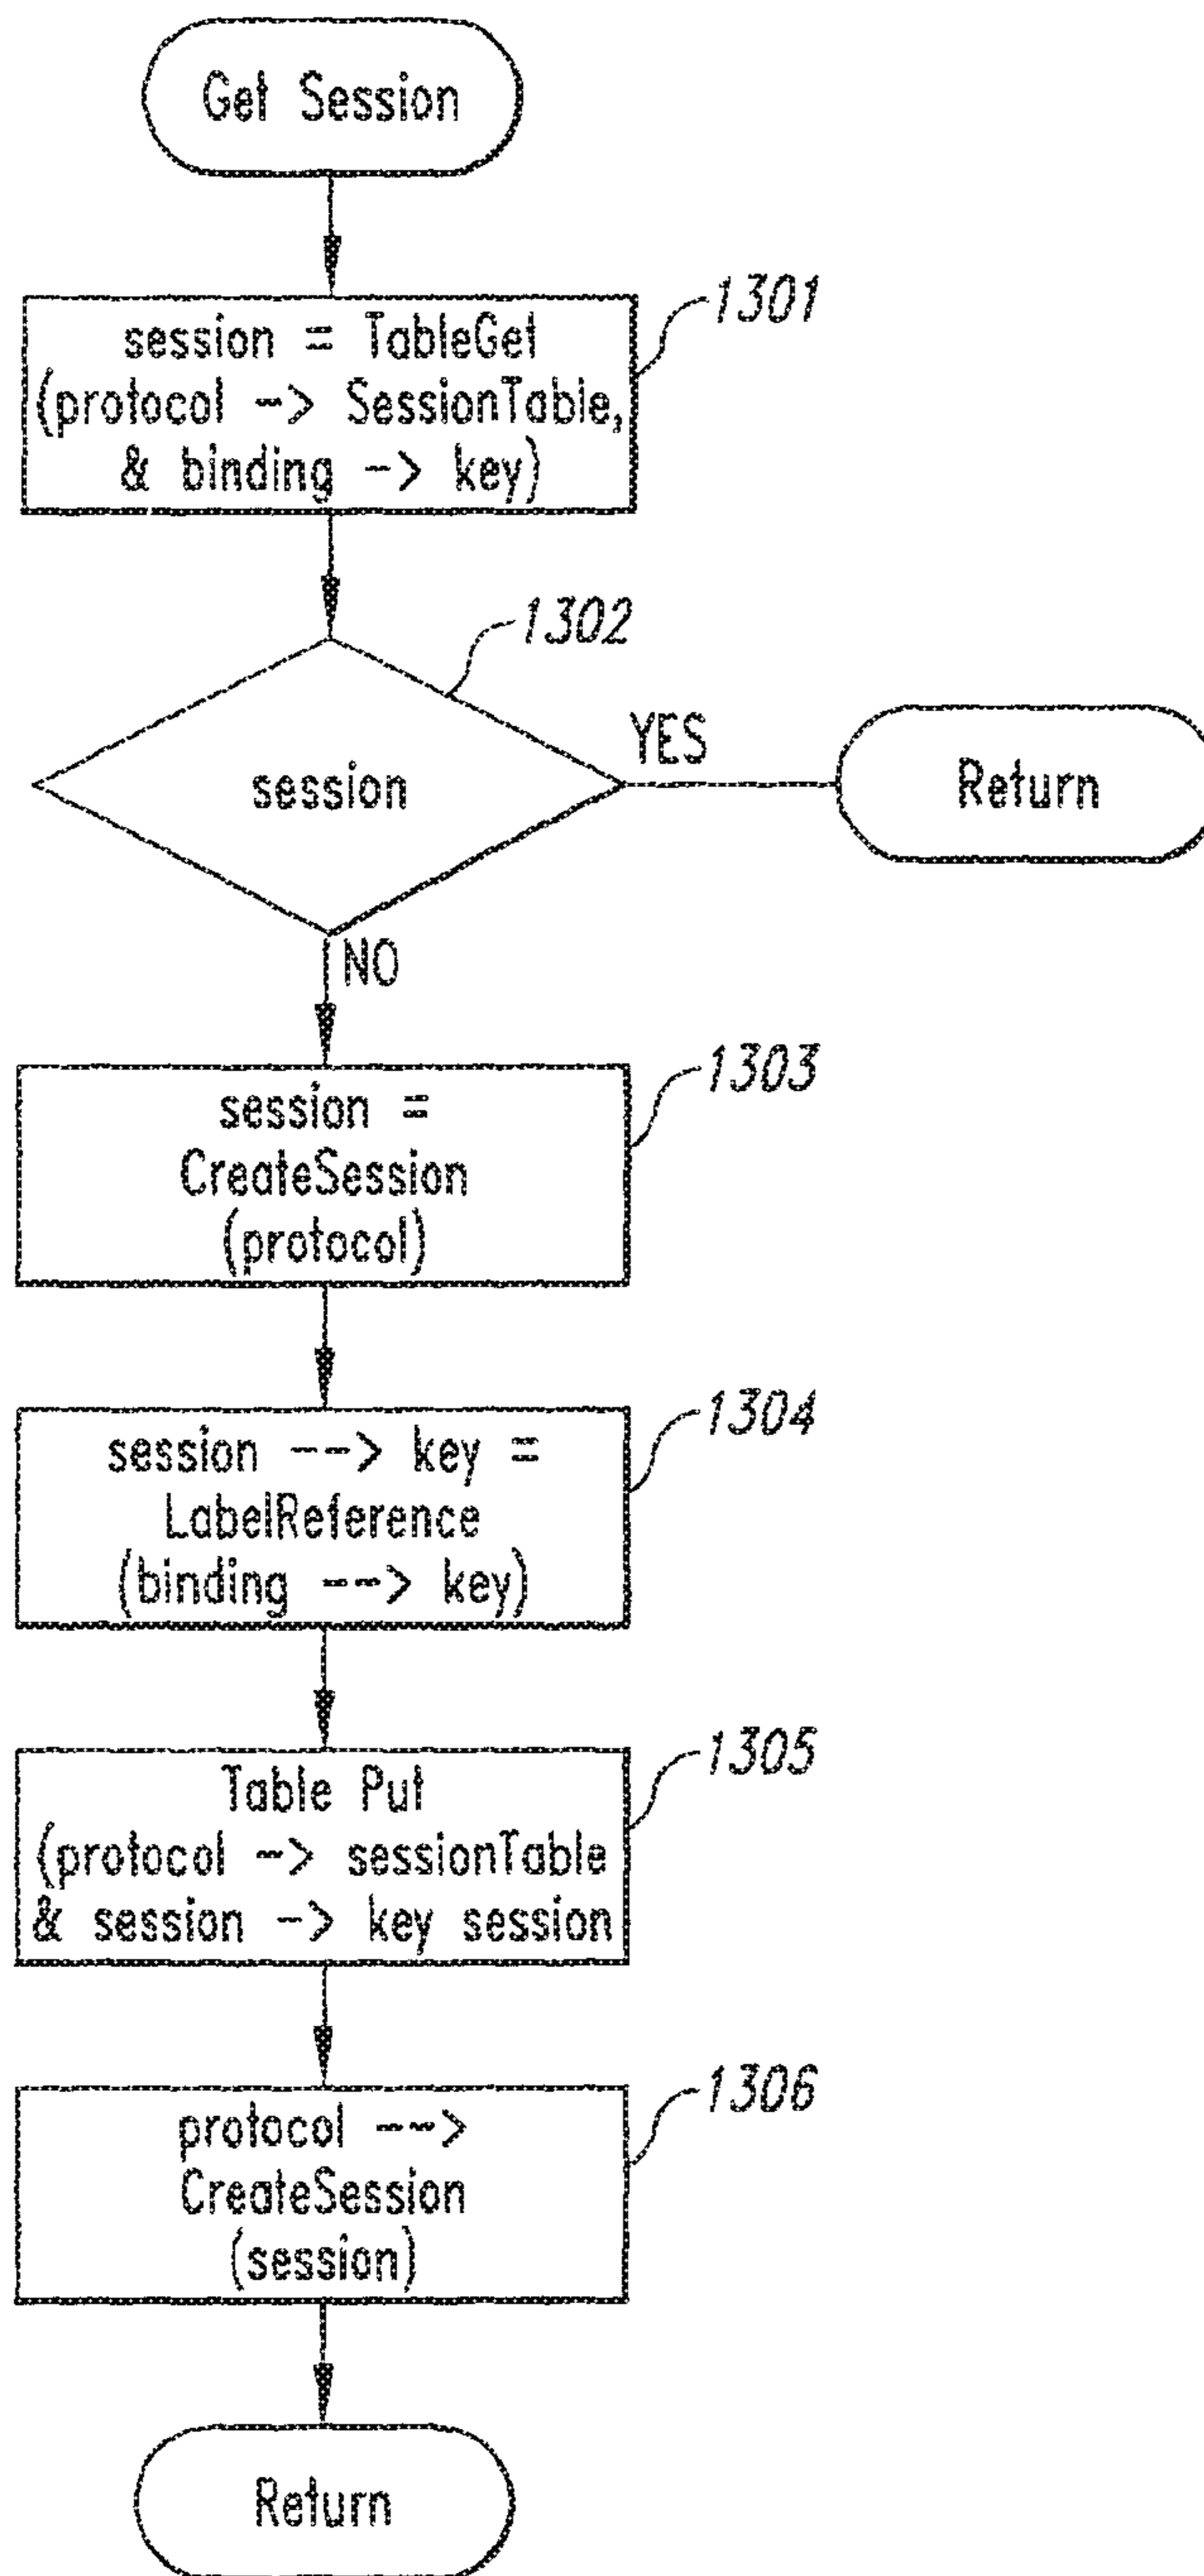 Get Session
1301
session = TableGet
(protocol -> SessionTable,
& binding -> key)
1302
session
YES
Return
NO
1303
session =
CreateSession
(protocol)
1304
session --> key =
LabelReference
(binding --> key)
1305
Table Put
(protocol -> sessionTable
& session -> key session
1306
protocol -->
CreateSession
(session)
Return